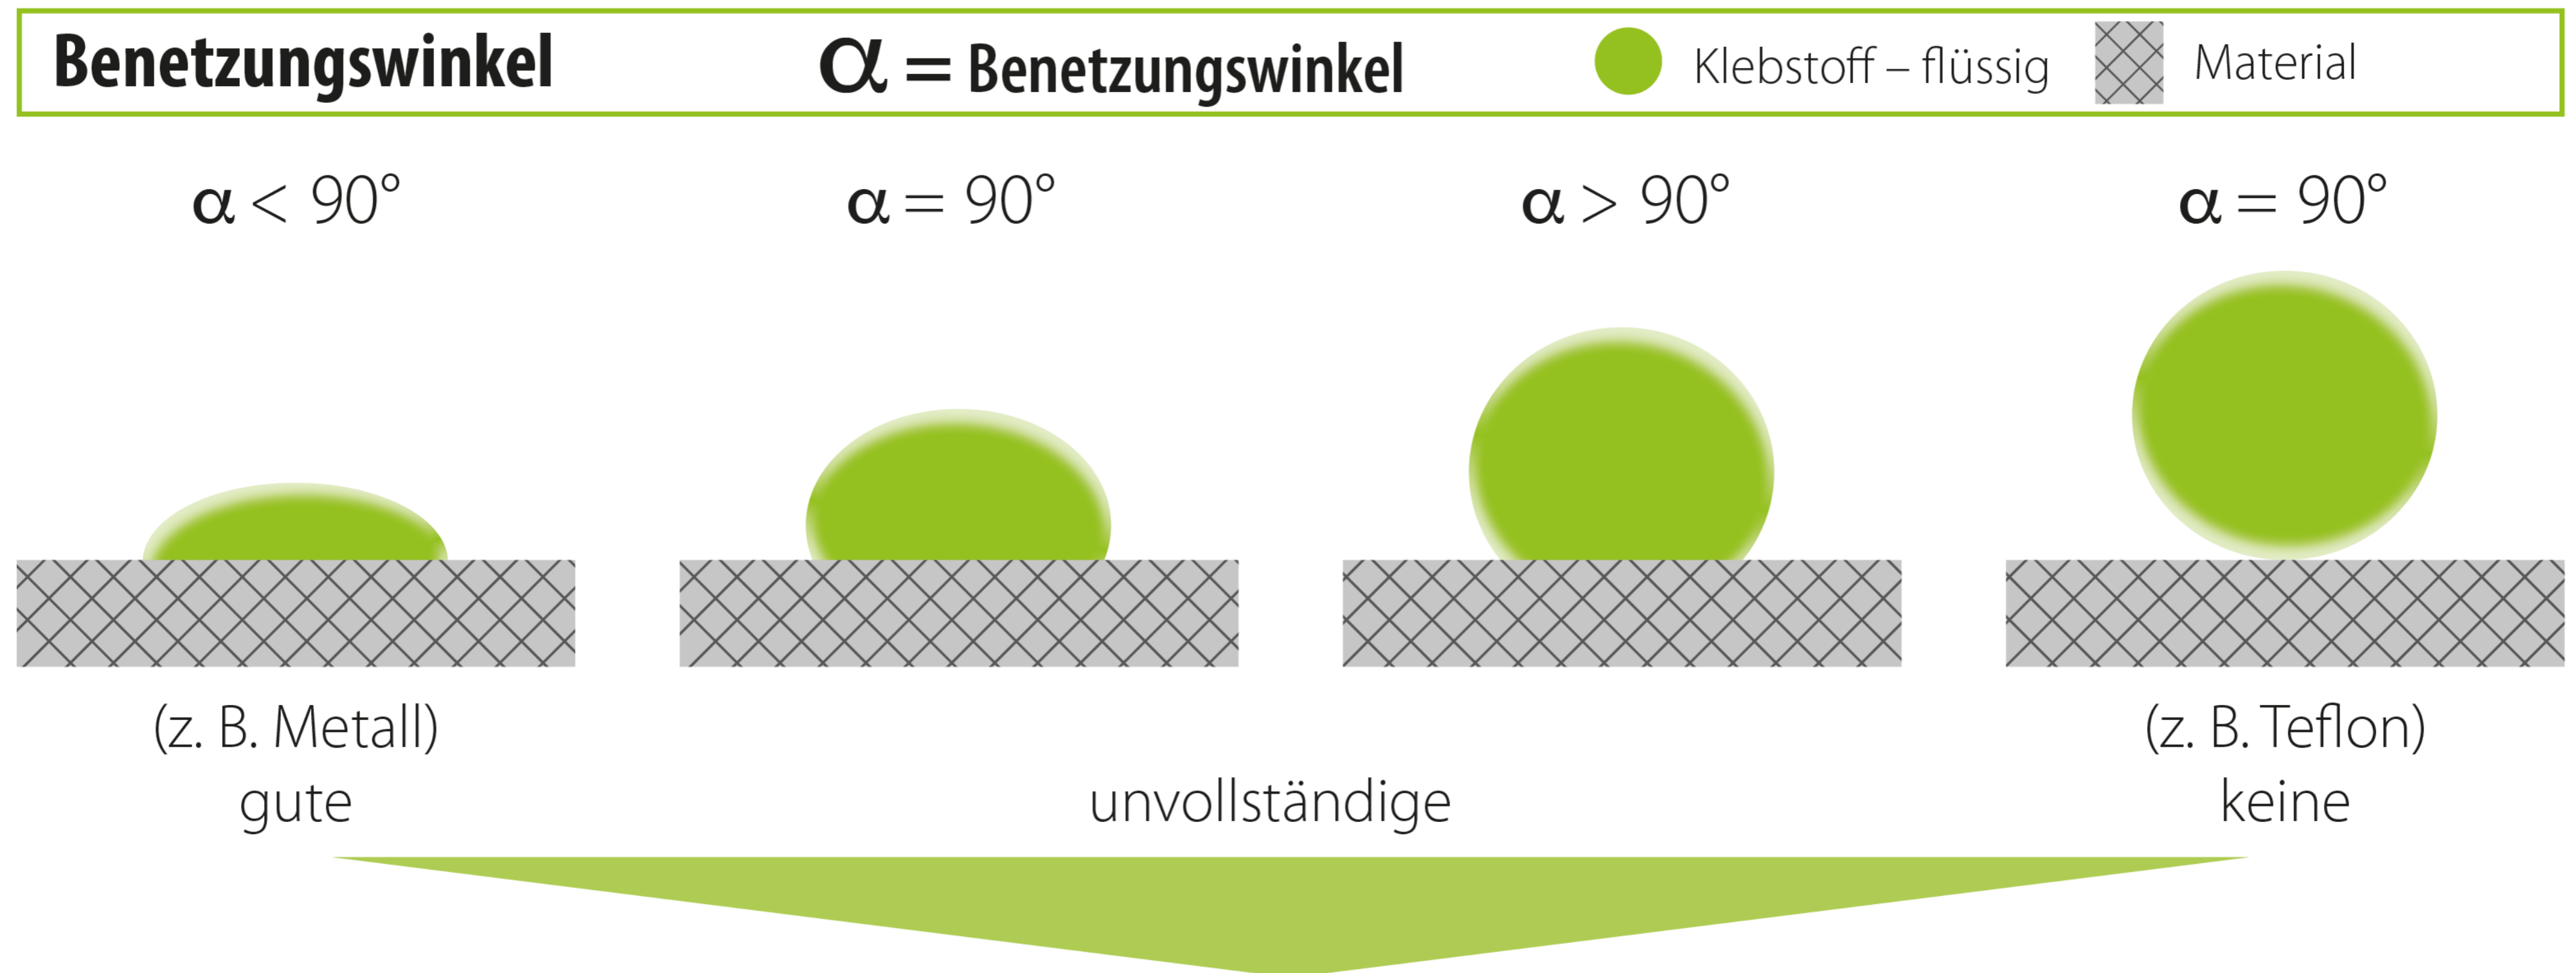 Benetzungswinkel
α = Benetzungswinkel
Klebstoff – flüssig
Material
α < 90°
α = 90°
α > 90°
α = 90°
(z. B. Metall)
(z. B. Teflon)
gute
unvollständige
keine